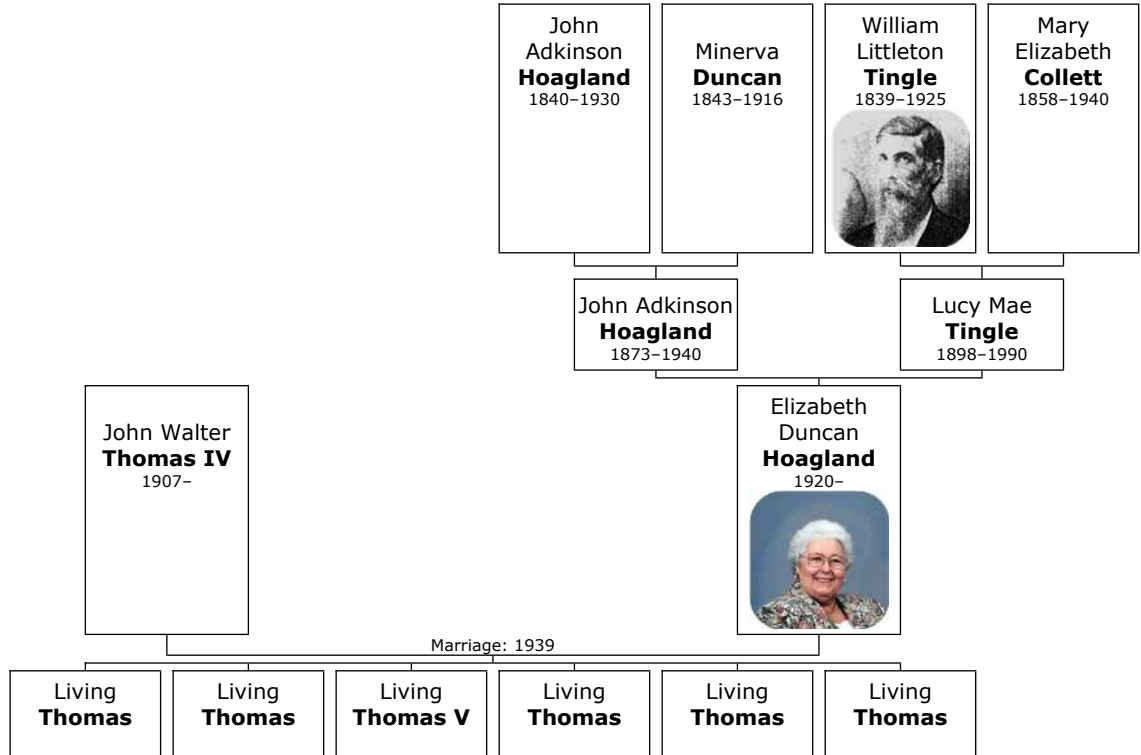 John
Adkinson
Hoagland
1840–1930
Minerva
Duncan
1843–1916
William
Littleton
Tingle
1839–1925
Mary
Elizabeth
Collett
1858–1940
John Adkinson
Hoagland
1873–1940
Lucy Mae
Tingle
1898–1990
John Walter
Thomas IV
1907–
Elizabeth
Duncan
Hoagland
1920–
Marriage: 1939
Living
Thomas
Living
Thomas
Living
Thomas V
Living
Thomas
Living
Thomas
Living
Thomas